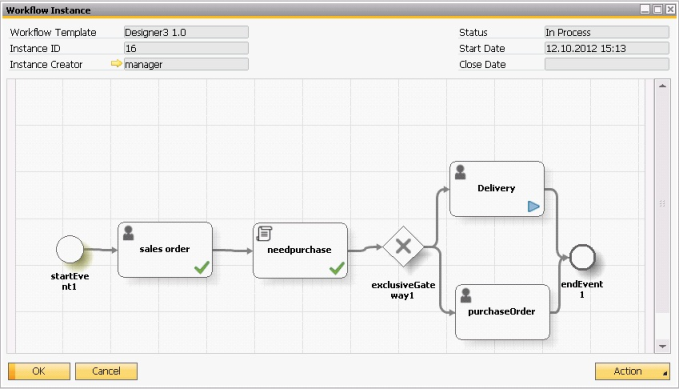 Workflow Instance
Workflow Template Designer3 1.0
Status In Process
Instance ID 16
Start Date 12.10.2012 15:13
Instance Creator manager
Close Date
Delivery
sales order
needpurchase
startEve
nt1
exclusiveGate
way1
endEvent
1
purchaseOrder
OK
Cancel
Action